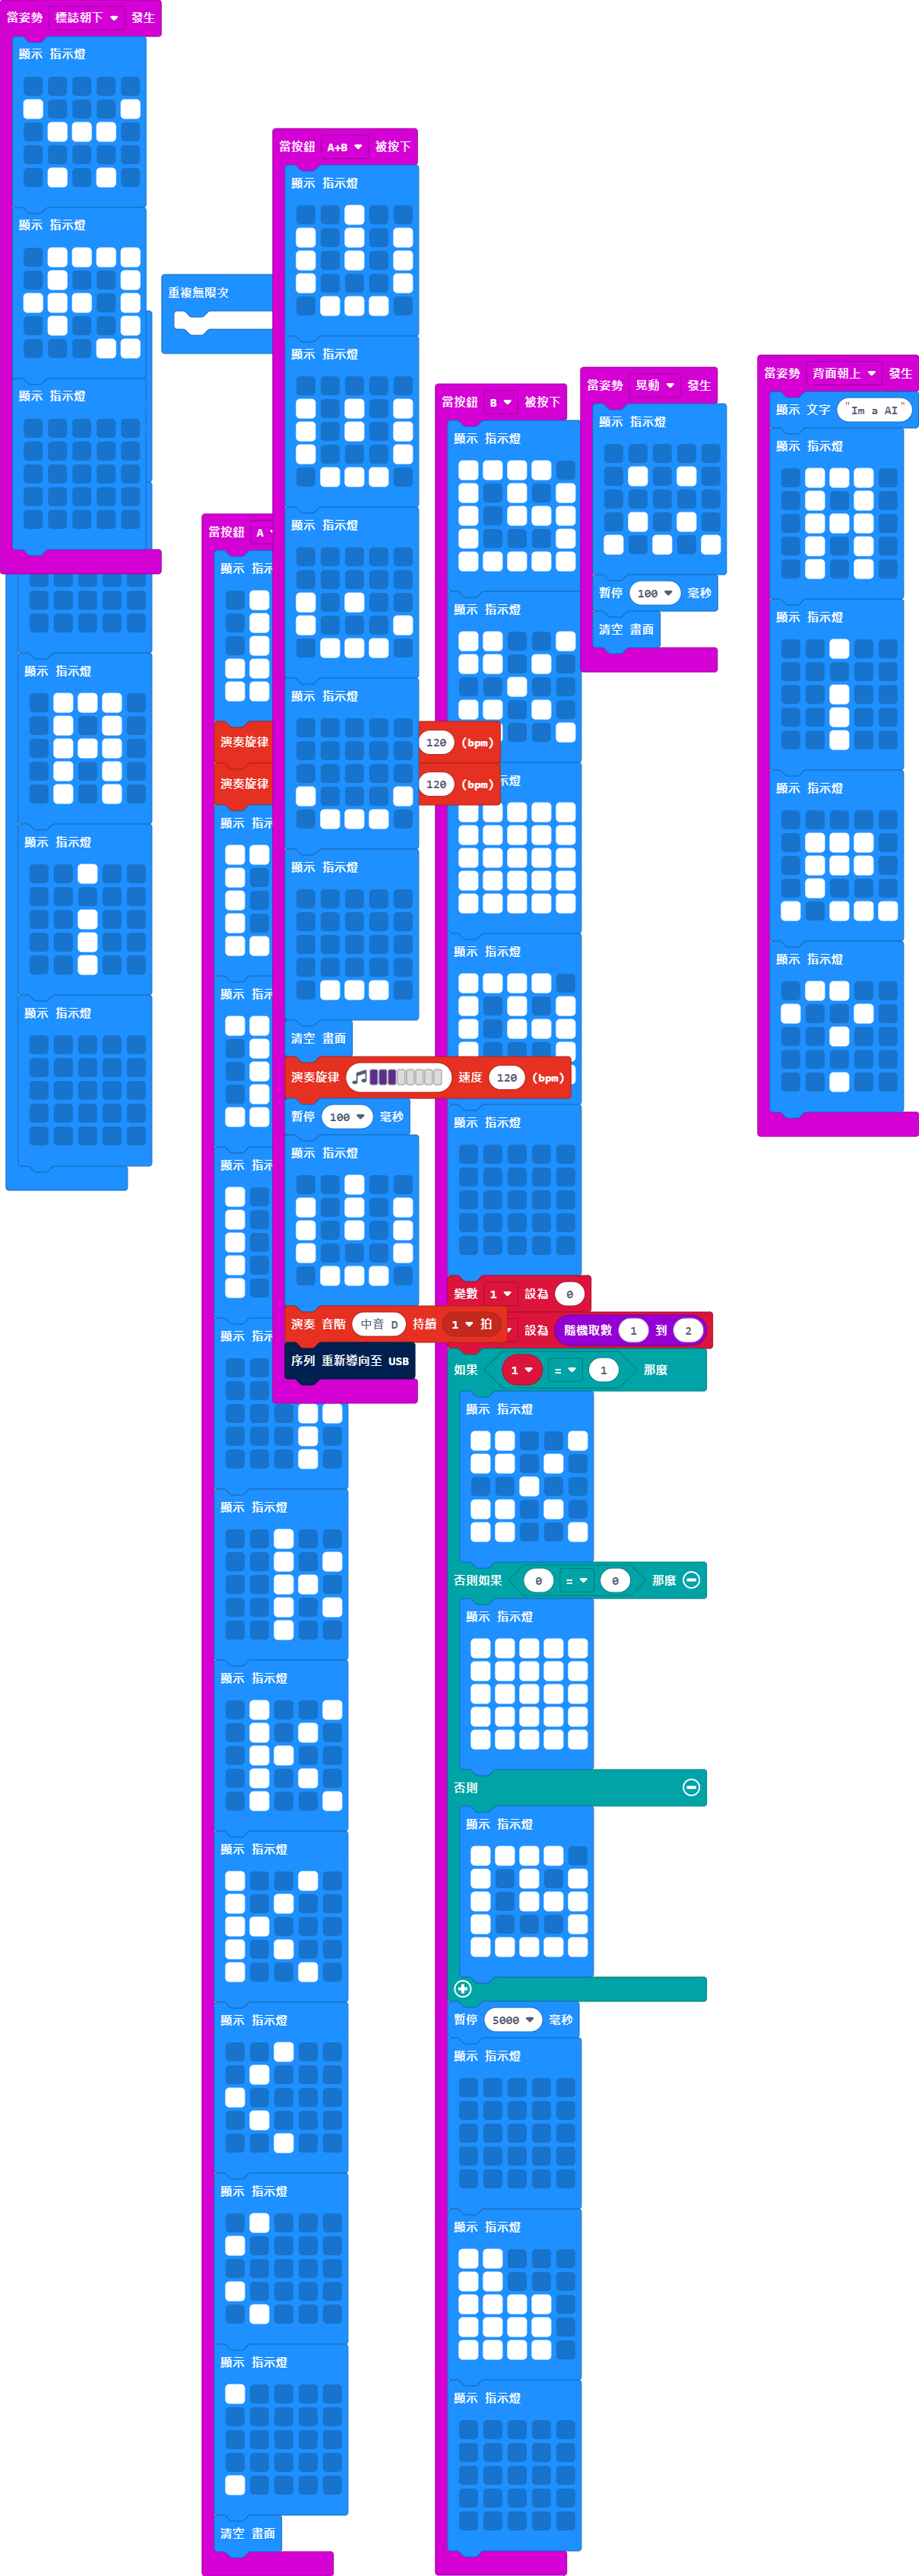 當姿勢 標誌朝下 發生
顯示 指示燈
顯示 指示燈
顯示 指示燈
顯示 指示燈
顯示 指示燈
顯示 指示燈
重複無限次
當按鈕 A
顯示 指示
演奏旋律 120 (bpm)
演奏旋律 120 (bpm)
顯示 指示
顯示 指示
顯示 指示
顯示 指示
顯示 指示燈
顯示 指示燈
顯示 指示燈
顯示 指示燈
顯示 指示燈
顯示 指示燈
清空 畫面
當按鈕 A+B 被按下
顯示 指示燈
顯示 指示燈
顯示 指示燈
顯示 指示燈
顯示 指示燈
清空 畫面
演奏旋律 速度 120 (bpm)
暫停 100 毫秒
顯示 指示燈
演奏 音階 中音 D 持續 1 拍
序列 重新導向至 USB
當按鈕 B 被按下
顯示 指示燈
顯示 指示燈
示 指示燈
顯示 指示燈
顯示 指示燈
變數 1 設為 0
設為 隨機取數 1 到 2
如果 1 = 1 那麼
顯示 指示燈
否則如果 0 = 0 那麼
顯示 指示燈
否則
顯示 指示燈
暫停 5000 毫秒
顯示 指示燈
顯示 指示燈
顯示 指示燈
當姿勢 晃動 發生
顯示 指示燈
暫停 100 毫秒
清空 畫面
當姿勢 背面朝上 發生
顯示 文字 "Im a AI"
顯示 指示燈
顯示 指示燈
顯示 指示燈
顯示 指示燈